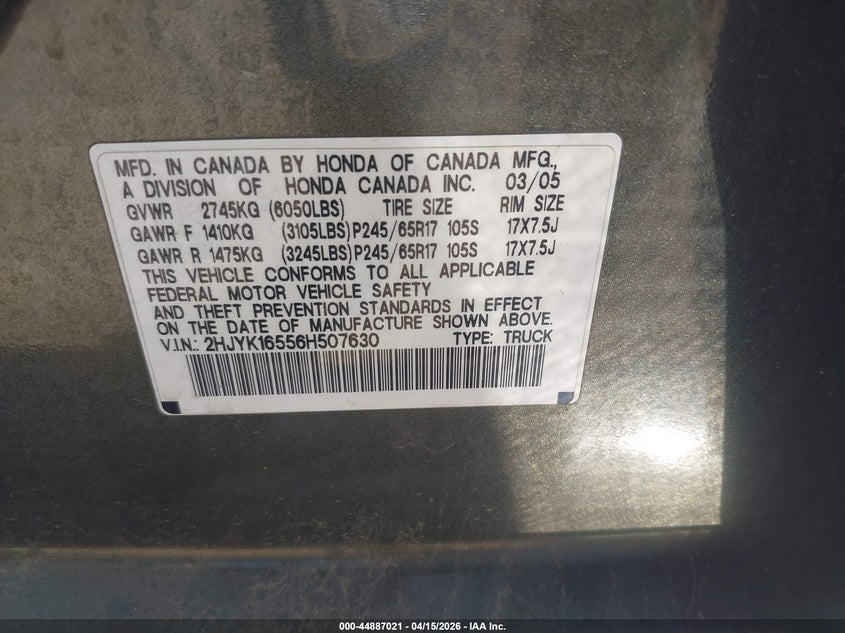 MFD. IN CANADA BY HONDA OF CANADA MFG.,
A DIVISION OF HONDA CANADA INC. 03/05
GVWR 2745KG (6050LBS) TIRE SIZE RIM SIZE
GAWR F 1410KG (3105LBS)P245/65R17 105S 17X7.5J
GAWR R 1475KG (3245LBS)P245/65R17 105S 17X7.5J
THIS VEHICLE CONFORMS TO ALL APPLICABLE
FEDERAL MOTOR VEHICLE SAFETY
AND THEFT PREVENTION STANDARDS IN EFFECT
ON THE DATE OF MANUFACTURE SHOWN ABOVE.
V.I.N.: 2HJYK16556H507630 TYPE: TRUCK
000-44887021 - 04/15/2026 - IAA Inc.